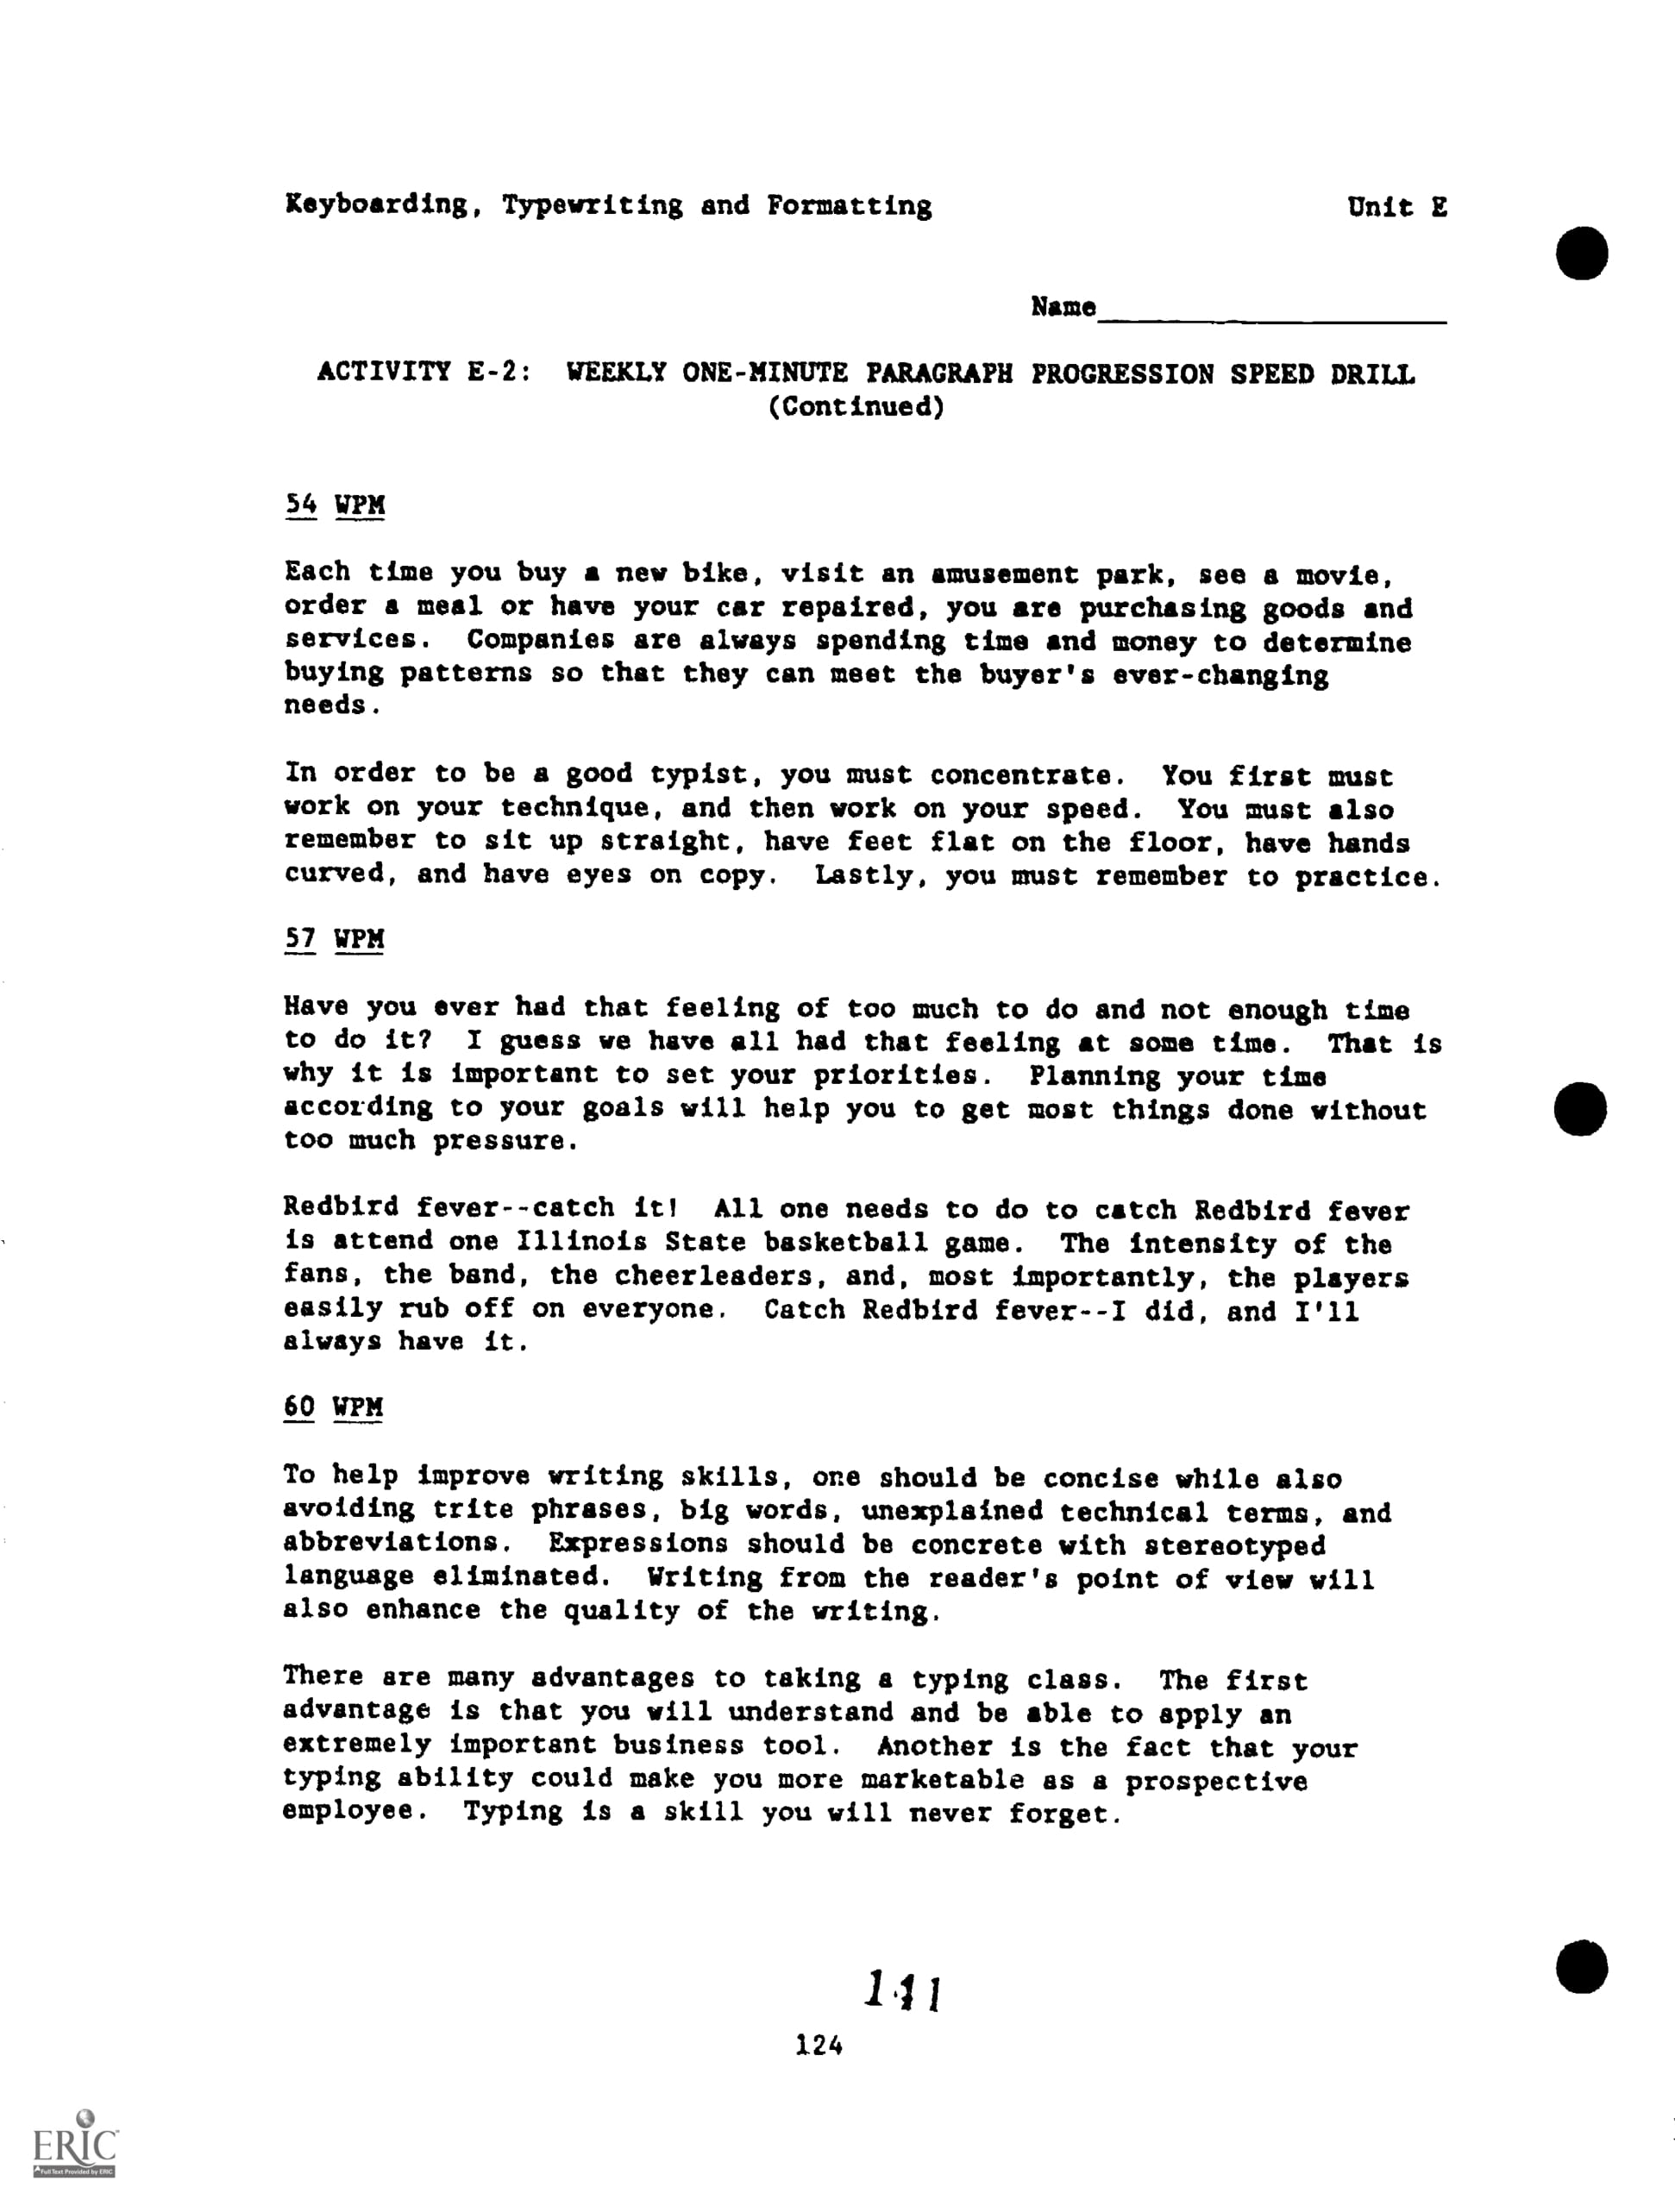 Keyboarding, Typewriting and Formatting Unit E
Name
ACTIVITY E-2: WEEKLY ONE-MINUTE PARAGRAPH PROGRESSION SPEED DRILL
(Continued)
54 WPM
Each time you buy a new bike, visit an amusement park, see a movie,
order a meal or have your car repaired, you are purchasing goods and
services. Companies are always spending time and money to determine
buying patterns so that they can meet the buyer's ever-changing
needs.
In order to be a good typist, you must concentrate. You first must
work on your technique, and then work on your speed. You must also
remember to sit up straight, have feet flat on the floor, have hands
curved, and have eyes on copy. Lastly, you must remember to practice.
57 WPM
Have you ever had that feeling of too much to do and not enough time
to do it? I guess we have all had that feeling at some time. That is
why it is important to set your priorities. Planning your time
according to your goals will help you to get most things done without
too much pressure.
Redbird fever--catch it! All one needs to do to catch Redbird fever
is attend one Illinois State basketball game. The intensity of the
fans, the band, the cheerleaders, and, most importantly, the players
easily rub off on everyone. Catch Redbird fever--I did, and I'll
always have it.
60 WPM
To help improve writing skills, one should be concise while also
avoiding trite phrases, big words, unexplained technical terms, and
abbreviations. Expressions should be concrete with stereotyped
language eliminated. Writing from the reader's point of view will
also enhance the quality of the writing.
There are many advantages to taking a typing class. The first
advantage is that you will understand and be able to apply an
extremely important business tool. Another is the fact that your
typing ability could make you more marketable as a prospective
employee. Typing is a skill you will never forget.
124
ERIC
Full Text Provided by ERIC